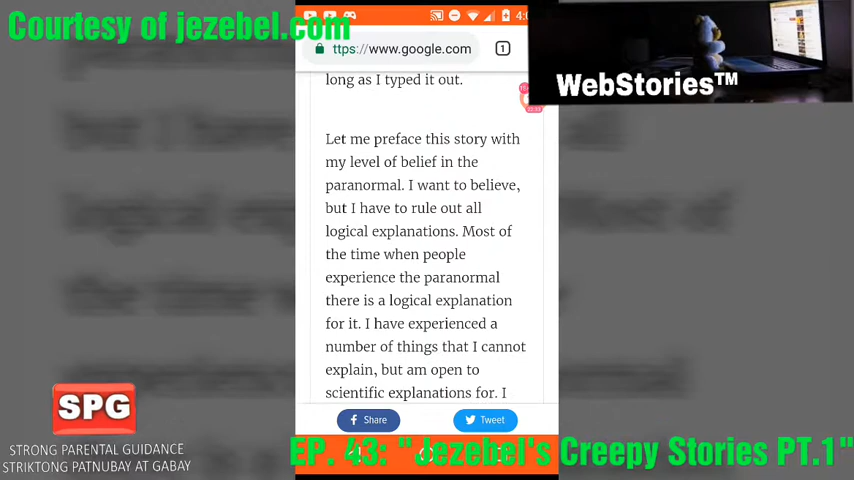 Courtesy of jezebel.com
ttps://www.google.com
1
WebStories™
long as I typed it out.
Let me preface this story with
my level of belief in the
paranormal. I want to believe,
but I have to rule out all
logical explanations. Most of
the time when people
experience the paranormal
there is a logical explanation
for it. I have experienced a
number of things that I cannot
explain, but am open to
scientific explanations for. I
Share
Tweet
SPG
STRONG PARENTAL GUIDANCE
STRIKTONG PATNUBAY AT GABAY
EP. 43: "Jezebel's Creepy Stories PT.1"